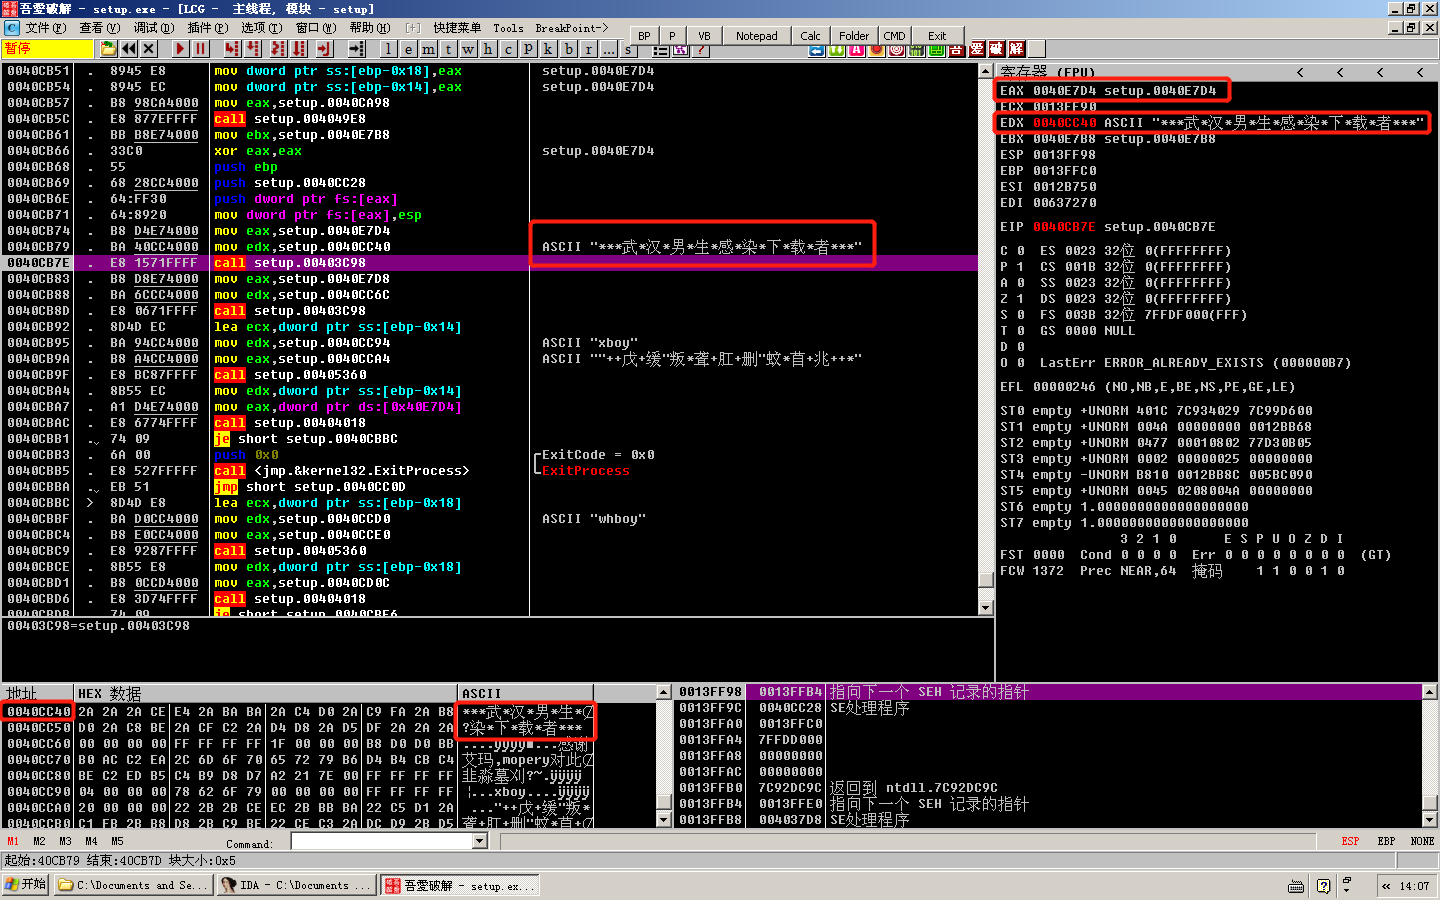 吾爱破解 - setup.exe - [LCG -  主线程, 模块 - setup]
文件(F) 查看(V) 调试(D) 插件(P) 选项(T) 窗口(W) 帮助(H) [+] 快捷菜单 Tools BreakPoint->
BP P VB Notepad Calc Folder CMD Exit
暂停 l e m t w h c p k b r ... s
吾 爱 破 解
0040CB51 . 8945 E8 mov dword ptr ss:[ebp-0x18],eax setup.0040E7D4
0040CB54 . 8945 EC mov dword ptr ss:[ebp-0x14],eax setup.0040E7D4
0040CB57 . B8 98CA4000 mov eax,setup.0040CA98
0040CB5C . E8 877EFFFF call setup.004049E8
0040CB61 . BB B8E74000 mov ebx,setup.0040E7B8
0040CB66 . 33C0 xor eax,eax setup.0040E7D4
0040CB68 . 55 push ebp
0040CB69 . 68 28CC4000 push setup.0040CC28
0040CB6E . 64:FF30 push dword ptr fs:[eax]
0040CB71 . 64:8920 mov dword ptr fs:[eax],esp
0040CB74 . B8 D4E74000 mov eax,setup.0040E7D4
0040CB79 . BA 40CC4000 mov edx,setup.0040CC40 ASCII "***武*汉*男*生*感*染*下*载*者***"
0040CB7E . E8 1571FFFF call setup.00403C98
0040CB83 . B8 D8E74000 mov eax,setup.0040E7D8
0040CB88 . BA 6CCC4000 mov edx,setup.0040CC6C
0040CB8D . E8 0671FFFF call setup.00403C98
0040CB92 . 8D4D EC lea ecx,dword ptr ss:[ebp-0x14]
0040CB95 . BA 94CC4000 mov edx,setup.0040CC94 ASCII "xboy"
0040CB9A . B8 A4CC4000 mov eax,setup.0040CCA4 ASCII ""++戊+缓"叛*聋+肛+删"蚊*苜+兆+++*"
0040CB9F . E8 BC87FFFF call setup.00405360
0040CBA4 . 8B55 EC mov edx,dword ptr ss:[ebp-0x14]
0040CBA7 . A1 D4E74000 mov eax,dword ptr ds:[0x40E7D4]
0040CBAC . E8 6774FFFF call setup.00404018
0040CBB1 . 74 09 je short setup.0040CBBC
0040CBB3 . 6A 00 push 0x0 ExitCode = 0x0
0040CBB5 . E8 527FFFFF call <jmp.&kernel32.ExitProcess> ExitProcess
0040CBBA . EB 51 jmp short setup.0040CC0D
0040CBBC > 8D4D E8 lea ecx,dword ptr ss:[ebp-0x18]
0040CBBF . BA D0CC4000 mov edx,setup.0040CCD0 ASCII "whboy"
0040CBC4 . B8 E0CC4000 mov eax,setup.0040CCE0
0040CBC9 . E8 9287FFFF call setup.00405360
0040CBCE . 8B55 E8 mov edx,dword ptr ss:[ebp-0x18]
0040CBD1 . B8 0CCD4000 mov eax,setup.0040CD0C
0040CBD6 . E8 3D74FFFF call setup.00404018
0040CBDB . 74 09 je short setup.0040CBE6
00403C98=setup.00403C98
寄存器 (FPU) < < < <
EAX 0040E7D4 setup.0040E7D4
ECX 0013FF90
EDX 0040CC40 ASCII "***武*汉*男*生*感*染*下*载*者***"
EBX 0040E7B8 setup.0040E7B8
ESP 0013FF98
EBP 0013FFC0
ESI 0012B750
EDI 00637270
EIP 0040CB7E setup.0040CB7E
C 0 ES 0023 32位 0(FFFFFFFF)
P 1 CS 001B 32位 0(FFFFFFFF)
A 0 SS 0023 32位 0(FFFFFFFF)
Z 1 DS 0023 32位 0(FFFFFFFF)
S 0 FS 003B 32位 7FFDF000(FFF)
T 0 GS 0000 NULL
D 0
O 0 LastErr ERROR_ALREADY_EXISTS (000000B7)
EFL 00000246 (NO,NB,E,BE,NS,PE,GE,LE)
ST0 empty +UNORM 401C 7C934029 7C99D600
ST1 empty +UNORM 004A 00000000 0012BB68
ST2 empty +UNORM 0477 00010802 77D30B05
ST3 empty +UNORM 0002 00000025 00000000
ST4 empty -UNORM B810 0012BB8C 005BC090
ST5 empty +UNORM 0045 0208004A 00000000
ST6 empty 1.0000000000000000000
ST7 empty 1.0000000000000000000
3 2 1 0 E S P U O Z D I
FST 0000 Cond 0 0 0 0 Err 0 0 0 0 0 0 0 0 (GT)
FCW 1372 Prec NEAR,64 掩码 1 1 0 0 1 0
地址 HEX 数据 ASCII
0040CC40 2A 2A 2A CE E4 2A BA BA 2A C4 D0 2A C9 FA 2A B8 ***武*汉*男*生*
0040CC50 D0 2A C8 BE 2A CF C2 2A D4 D8 2A D5 DF 2A 2A 2A ?染*下*载*者***
0040CC60 00 00 00 00 FF FF FF FF 1F 00 00 00 B8 D0 D0 BB ....ÿÿÿÿ■...感谢
0040CC70 B0 AC C2 EA 2C 6D 6F 70 65 72 79 B6 D4 B4 CB C4 艾玛,mopery对此
0040CC80 BE C2 ED B5 C4 B9 D8 D7 A2 21 7E 00 FF FF FF FF 韭淼墓刈?~.ÿÿÿÿ
0040CC90 04 00 00 00 78 62 6F 79 00 00 00 00 FF FF FF FF ¦...xboy....ÿÿÿÿ
0040CCA0 20 00 00 00 22 2B 2B CE EC 2B BB BA 22 C5 D1 2A ..."++戊+缓"叛*
0040CCB0 C1 FB 2B B8 D8 2B C9 BE 22 CE C3 2A DC D9 2B D5 聋+肛+删"蚊*苜+
0013FF98 0013FFB4 指向下一个 SEH 记录的指针
0013FF9C 0040CC28 SE处理程序
0013FFA0 0013FFC0
0013FFA4 7FFDD000
0013FFA8 00000000
0013FFAC 00000000
0013FFB0 7C92DC9C 返回到 ntdll.7C92DC9C
0013FFB4 0013FFE0 指向下一个 SEH 记录的指针
0013FFB8 004037D8 SE处理程序
M1 M2 M3 M4 M5 Command: ESP EBP NONE
起始:40CB79 结束:40CB7D 块大小:0x5
开始 C:\Documents and Se... IDA - C:\Documents ... 吾爱破解 - setup.ex... « 14:07